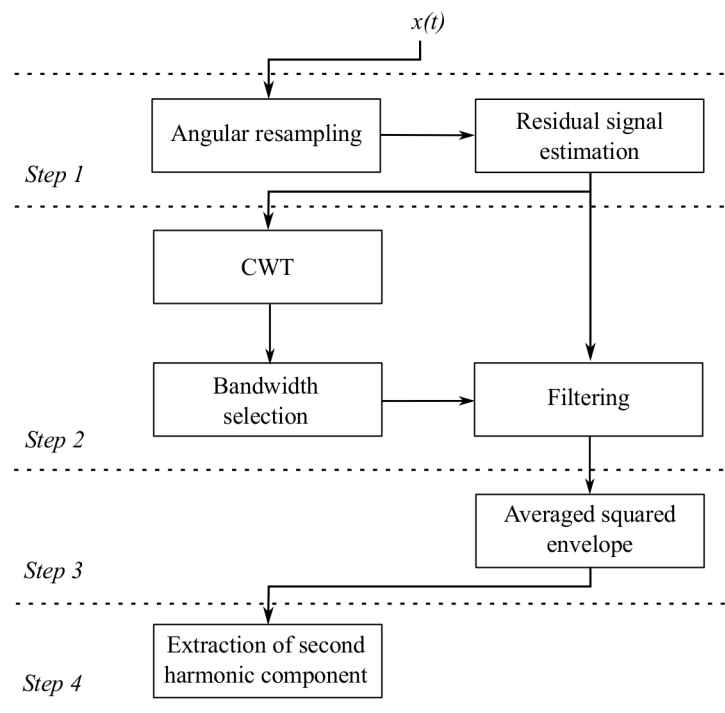 x(t)
Angular resampling
Residual signal
estimation
Step 1
CWT
Bandwidth
selection
Filtering
Step 2
Averaged squared
envelope
Step 3
Extraction of second
harmonic component
Step 4